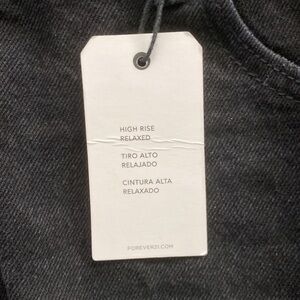 HIGH RISE
RELAXED
TIRO ALTO
RELAJADO
CINTURA ALTA
RELAXADO
FOREVER21.COM